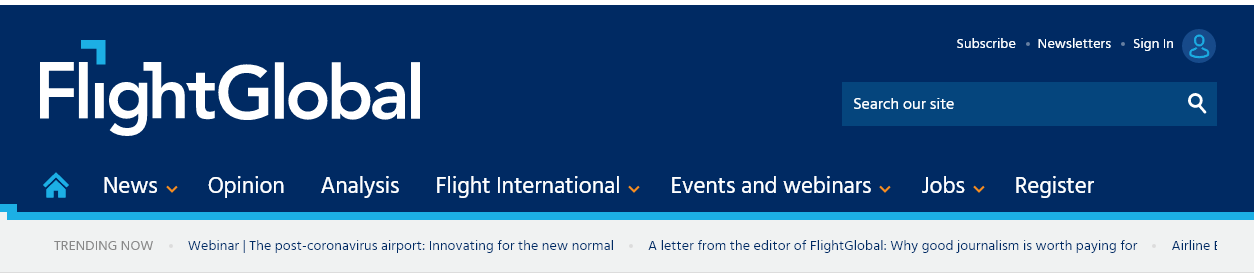 Subscribe • Newsletters • Sign In
FlightGlobal
Search our site
News Opinion Analysis Flight International Events and webinars Jobs Register
TRENDING NOW • Webinar | The post-coronavirus airport: Innovating for the new normal • A letter from the editor of FlightGlobal: Why good journalism is worth paying for • Airline